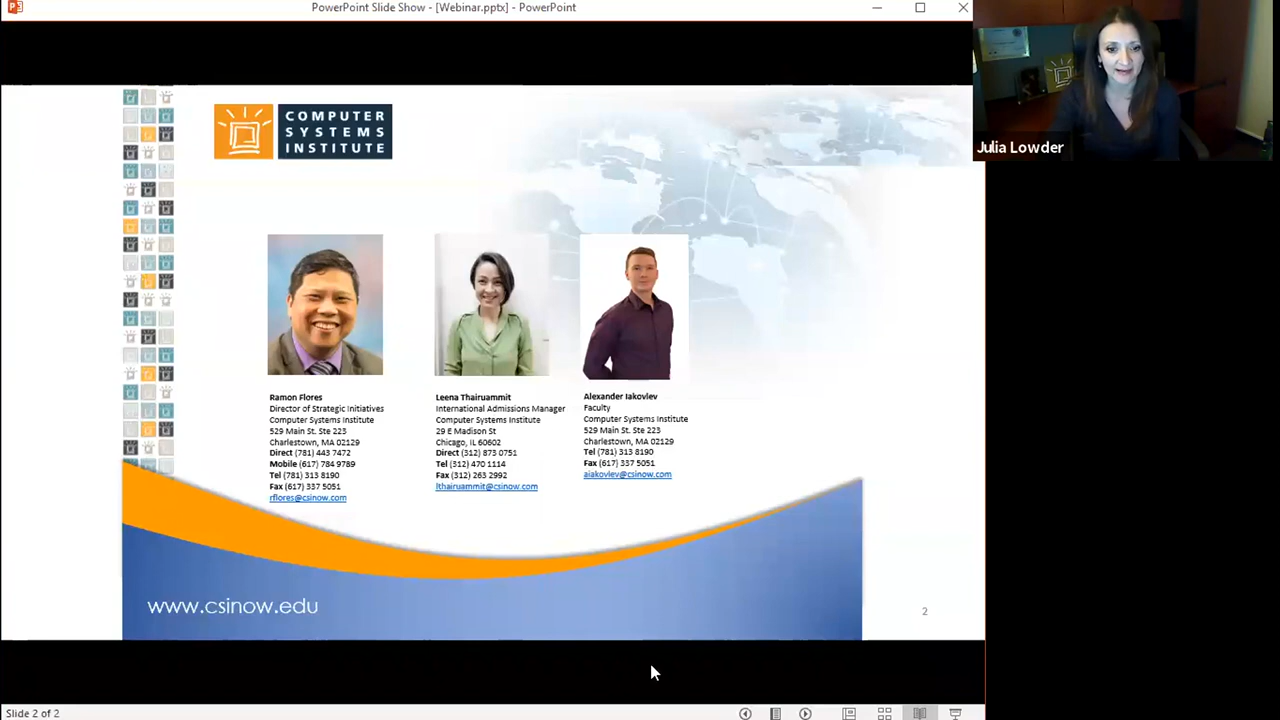 PowerPoint Slide Show - [Webinar.pptx] - PowerPoint
COMPUTER
SYSTEMS
INSTITUTE
Julia Lowder
Ramon Flores
Director of Strategic Initiatives
Computer Systems Institute
529 Main St. Ste 223
Charlestown, MA 02129
Direct (781) 443 7472
Mobile (617) 784 9789
Tel (781) 313 8190
Fax (617) 337 5051
rflores@csinow.com
Leena Thairuammit
International Admissions Manager
Computer Systems Institute
29 E Madison St
Chicago, IL 60602
Direct (312) 873 0751
Tel (312) 470 1114
Fax (312) 263 2992
lthairuammit@csinow.com
Alexander Iakovlev
Faculty
Computer Systems Institute
529 Main St. Ste 223
Charlestown, MA 02129
Tel (781) 313 8190
Fax (617) 337 5051
aiakovlev@csinow.com
www.csinow.edu
2
Slide 2 of 2